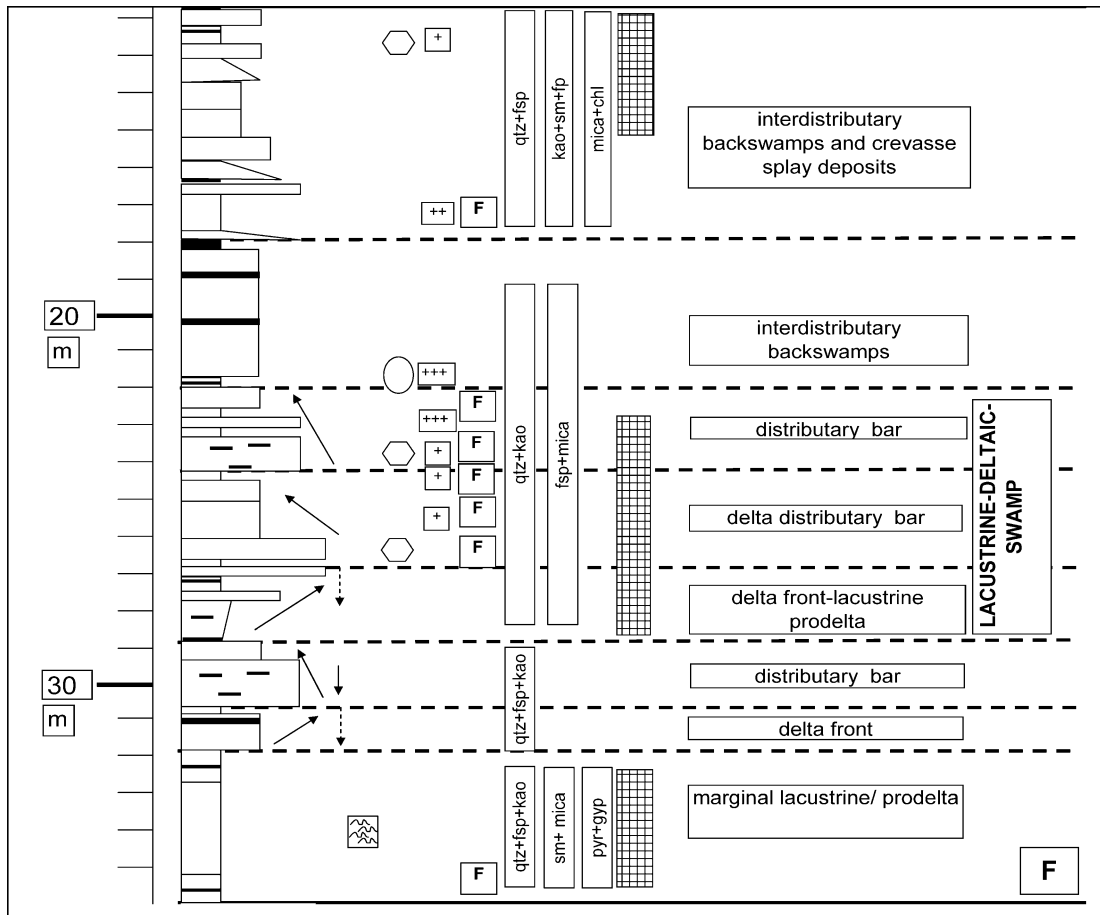 +
qtz+fsp
kao+sm+fp
mica+chl
interdistributary
backswamps and crevasse
splay deposits
++
F
20
m
interdistributary
backswamps
+++
F
+++
F
+
F
+
F
+
F
qtz+kao
fsp+mica
distributary bar
delta distributary bar
LACUSTRINE-DELTAIC-
SWAMP
delta front-lacustrine
prodelta
30
m
qtz+fsp+kao
distributary bar
delta front
qtz+fsp+kao
sm+ mica
pyr+gyp
marginal lacustrine/ prodelta
F
F